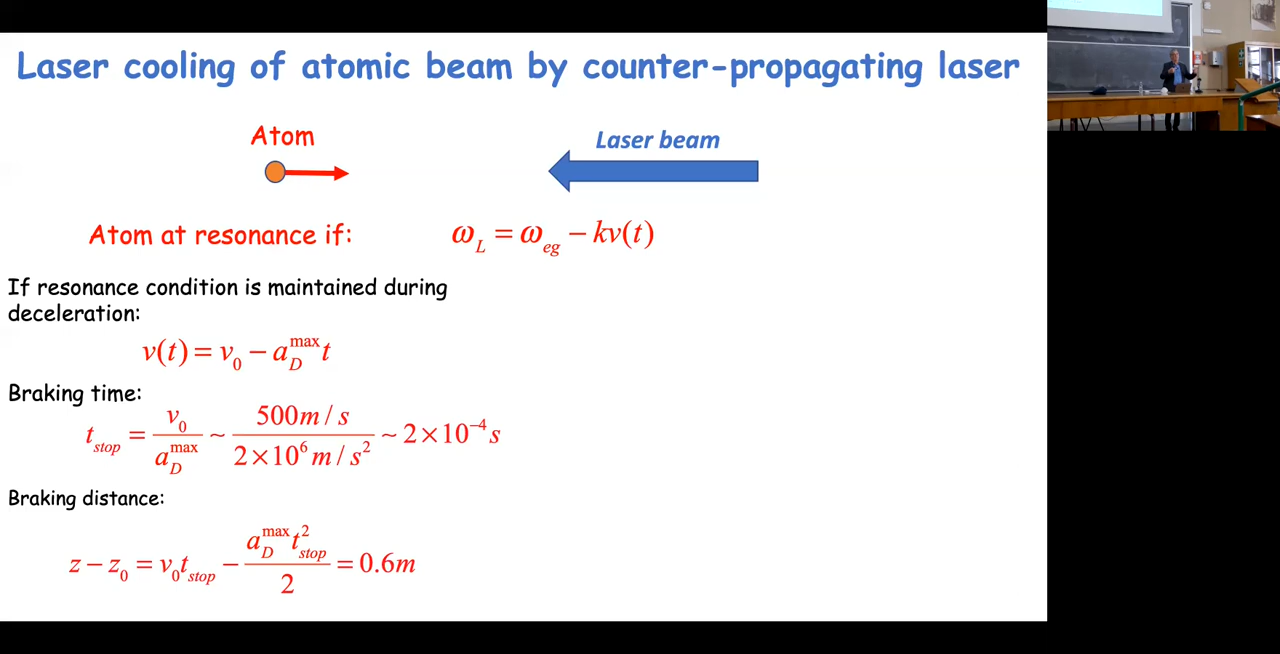 Laser cooling of atomic beam by counter-propagating laser
Atom
Laser beam
Atom at resonance if: ω_L = ω_eg − kv(t)
If resonance condition is maintained during
deceleration:
v(t) = v_0 − a_D^max t
Braking time:
t_stop = v_0 / a_D^max ~ 500m / s / 2×10^6 m / s^2 ~ 2×10^−4 s
Braking distance:
z − z_0 = v_0 t_stop − a_D^max t_stop^2 / 2 = 0.6m